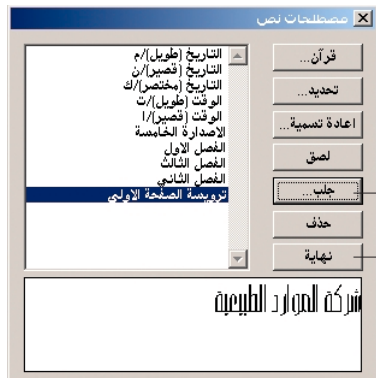 مصطلحات نص
قرآن...
تحديد...
اعادة تسمية...
لصق
جلب...
حذف
نهاية
التاريخ (طويل)/م
التاريخ (قصير)/ن
التاريخ (مختصر)/ك
الوقت (طويل)/ت
الوقت (قصير)/ا
الاصدارة الخامسة
الفصل الاول
الفصل الثالث
الفصل الثاني
ترويسة الصفحة الاولى
شركة الموارد الطبيعية